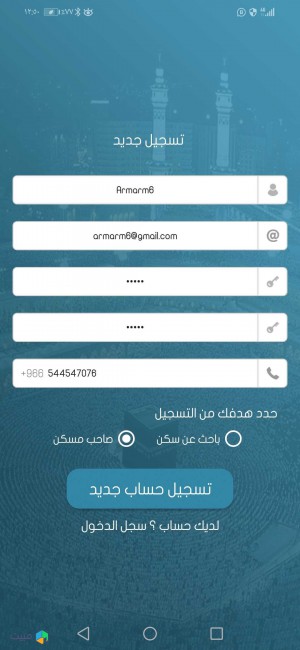 ١٢:٥٠ ٧٧٪
تسجيل جديد
Armarm6
armarm6@gmail.com
•••••
•••••
+966 544547076
حدد هدفك من التسجيل
باحث عن سكن صاحب مسكن
تسجيل حساب جديد
لديك حساب ؟ سجل الدخول
مبيت